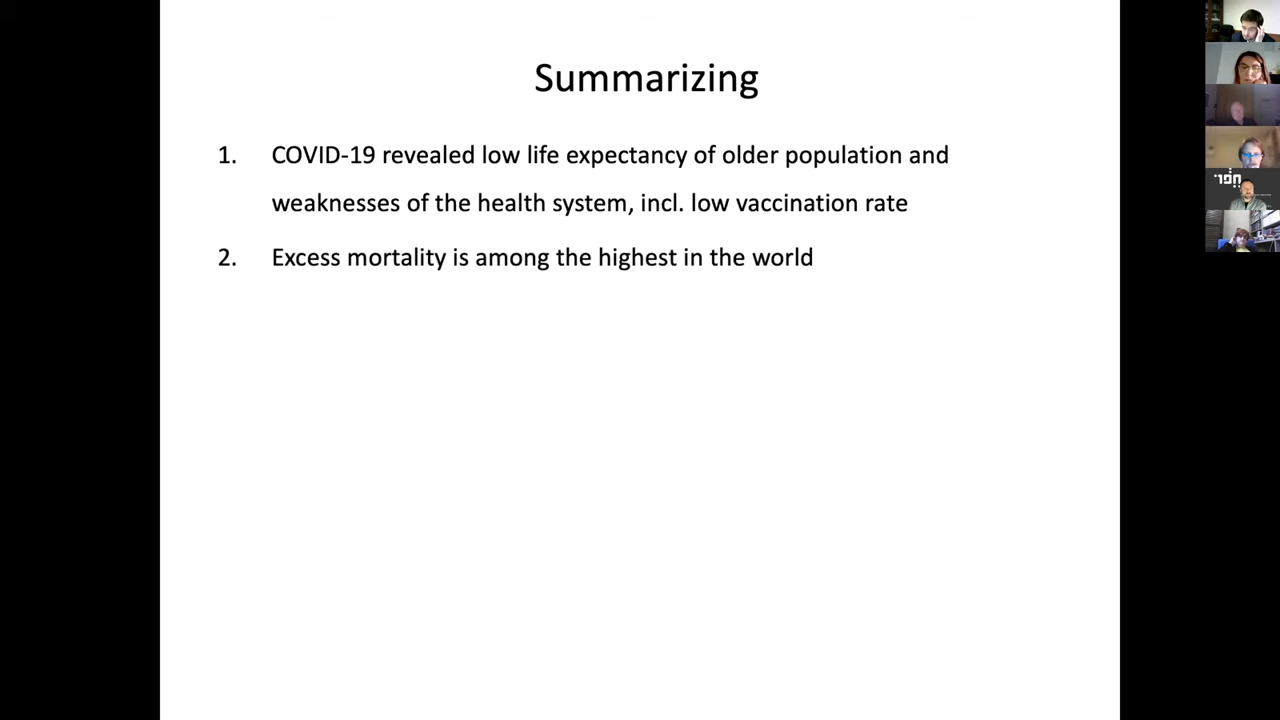 Summarizing
1. COVID-19 revealed low life expectancy of older population and
weaknesses of the health system, incl. low vaccination rate
2. Excess mortality is among the highest in the world